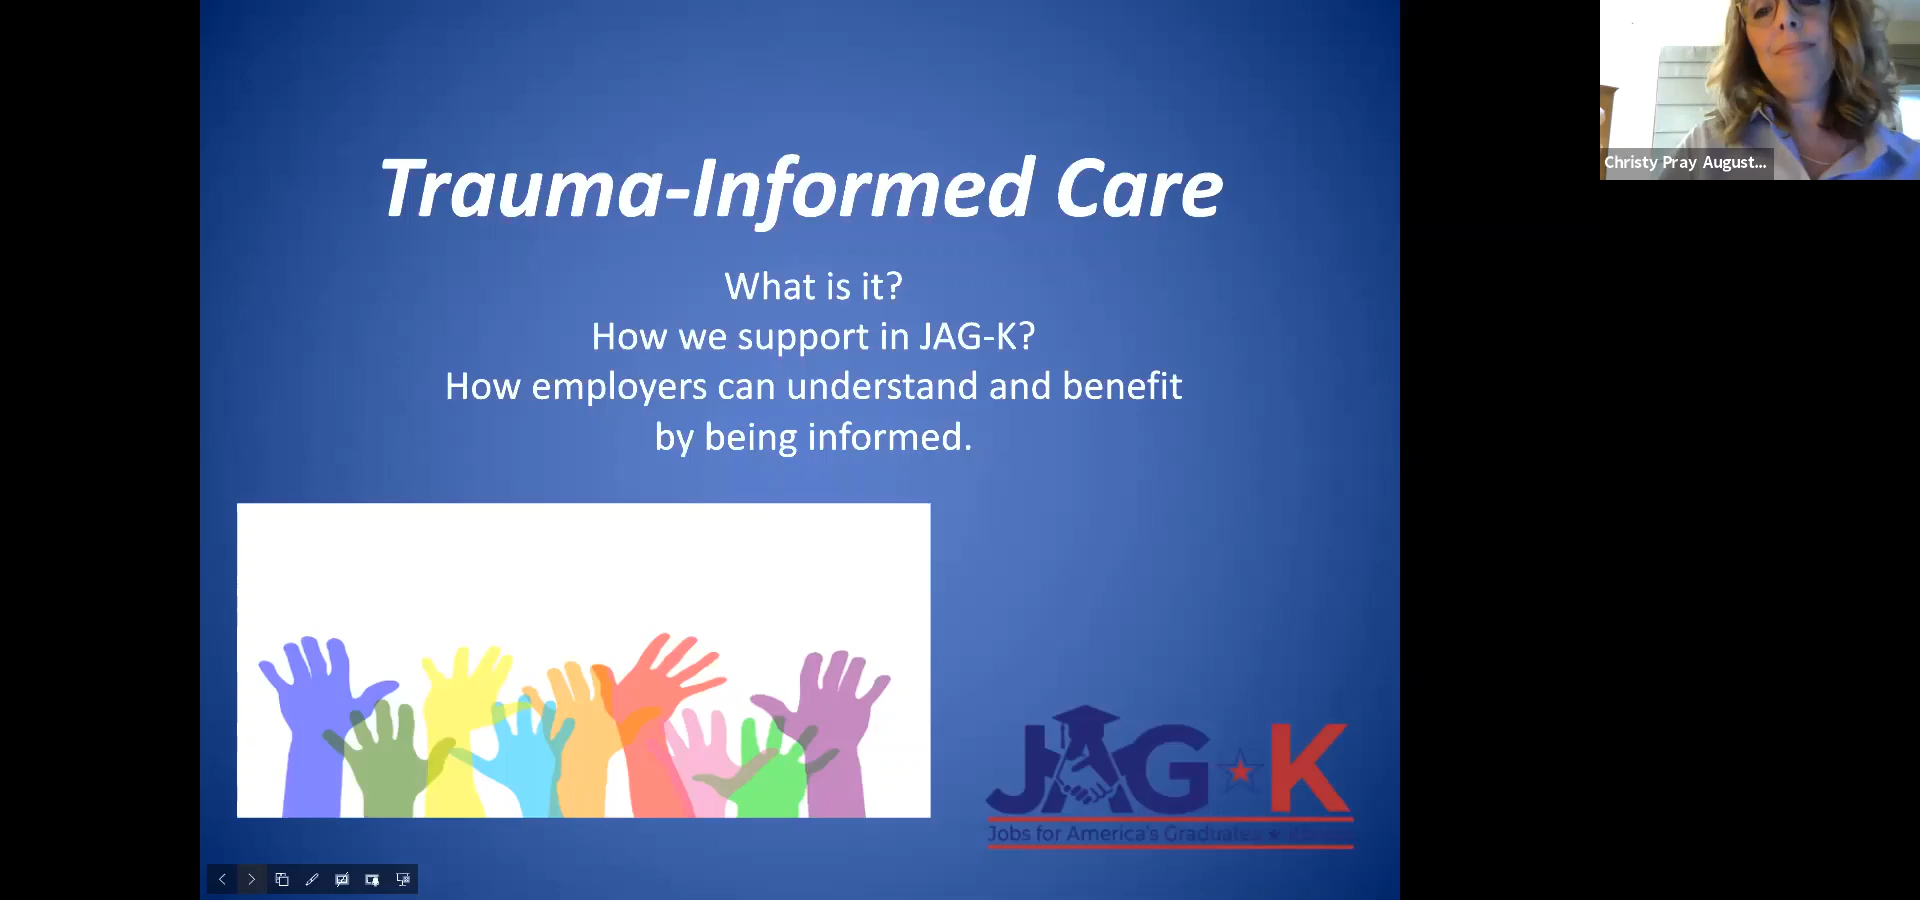 Trauma-Informed Care
What is it?
How we support in JAG-K?
How employers can understand and benefit
by being informed.
JAG K
Jobs for America's Graduates
Christy Pray August...